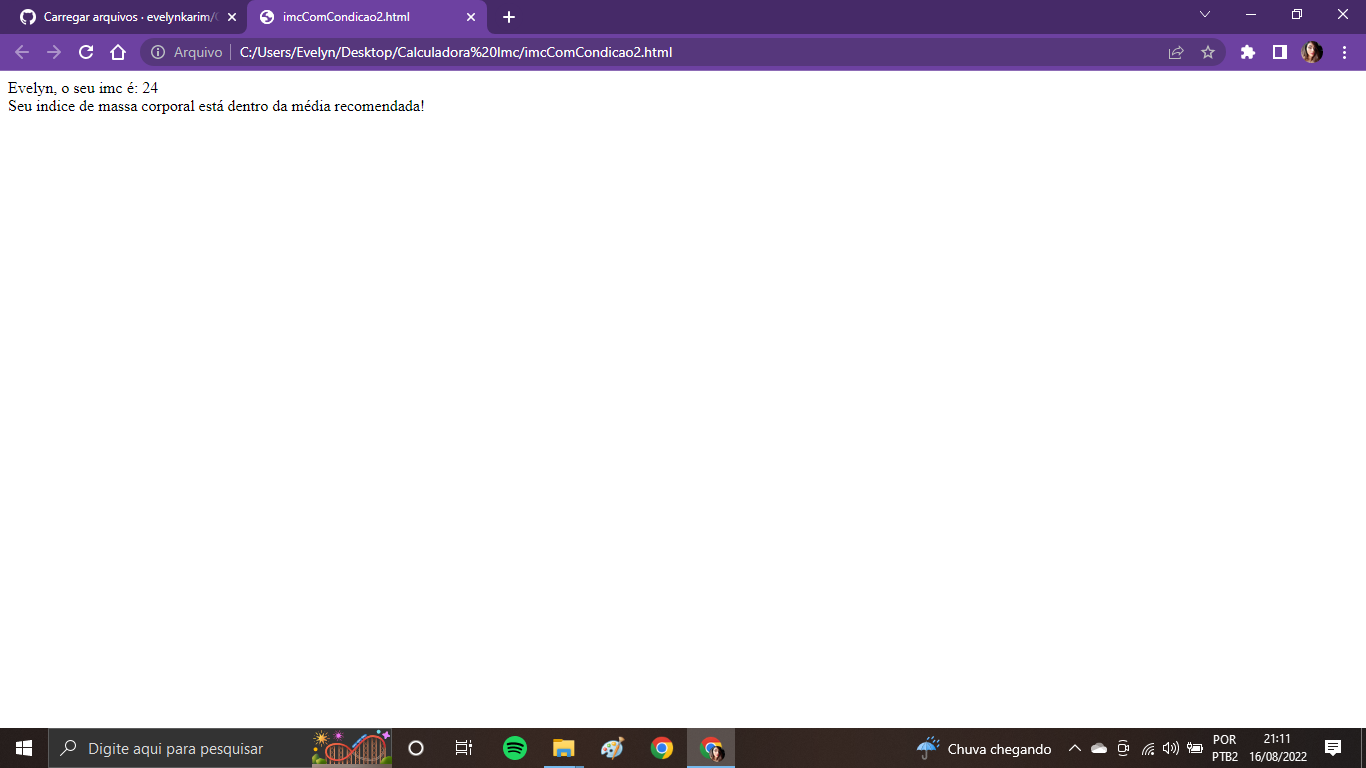 Carregar arquivos · evelynkarim/
imcComCondicao2.html
Arquivo
C:/Users/Evelyn/Desktop/Calculadora%20Imc/imcComCondicao2.html
Evelyn, o seu imc é: 24
Seu indice de massa corporal está dentro da média recomendada!
Digite aqui para pesquisar
Chuva chegando
POR
PTB2
21:11
16/08/2022